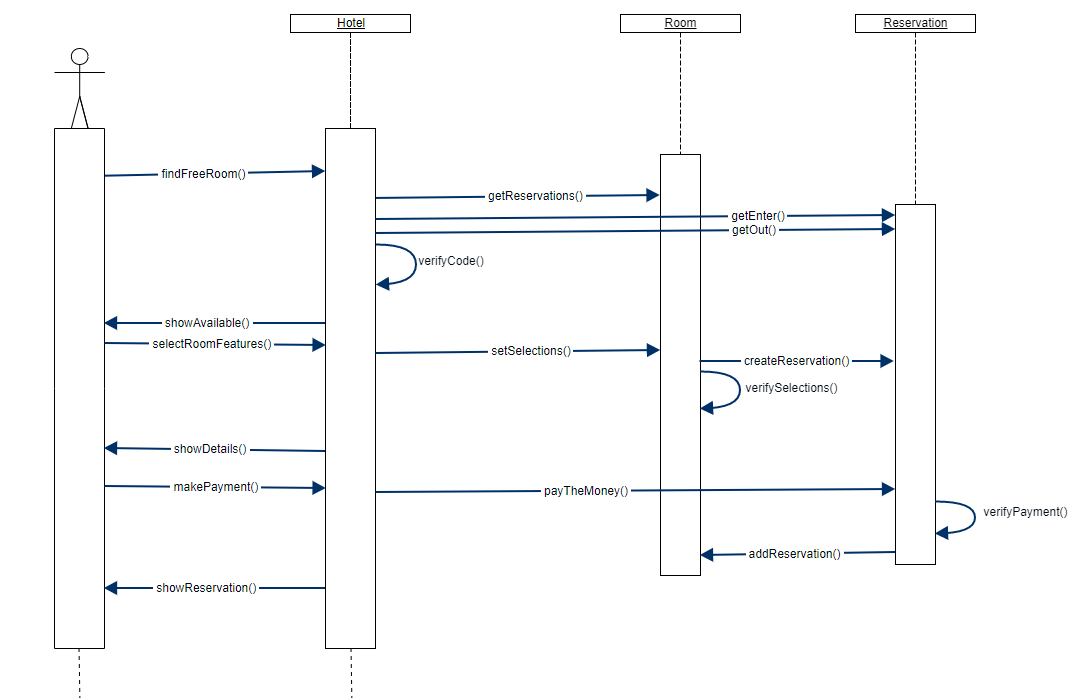 Hotel
Room
Reservation
findFreeRoom()
getReservations()
getEnter()
getOut()
verifyCode()
showAvailable()
selectRoomFeatures()
setSelections()
createReservation()
verifySelections()
showDetails()
makePayment()
payTheMoney()
verifyPayment()
addReservation()
showReservation()